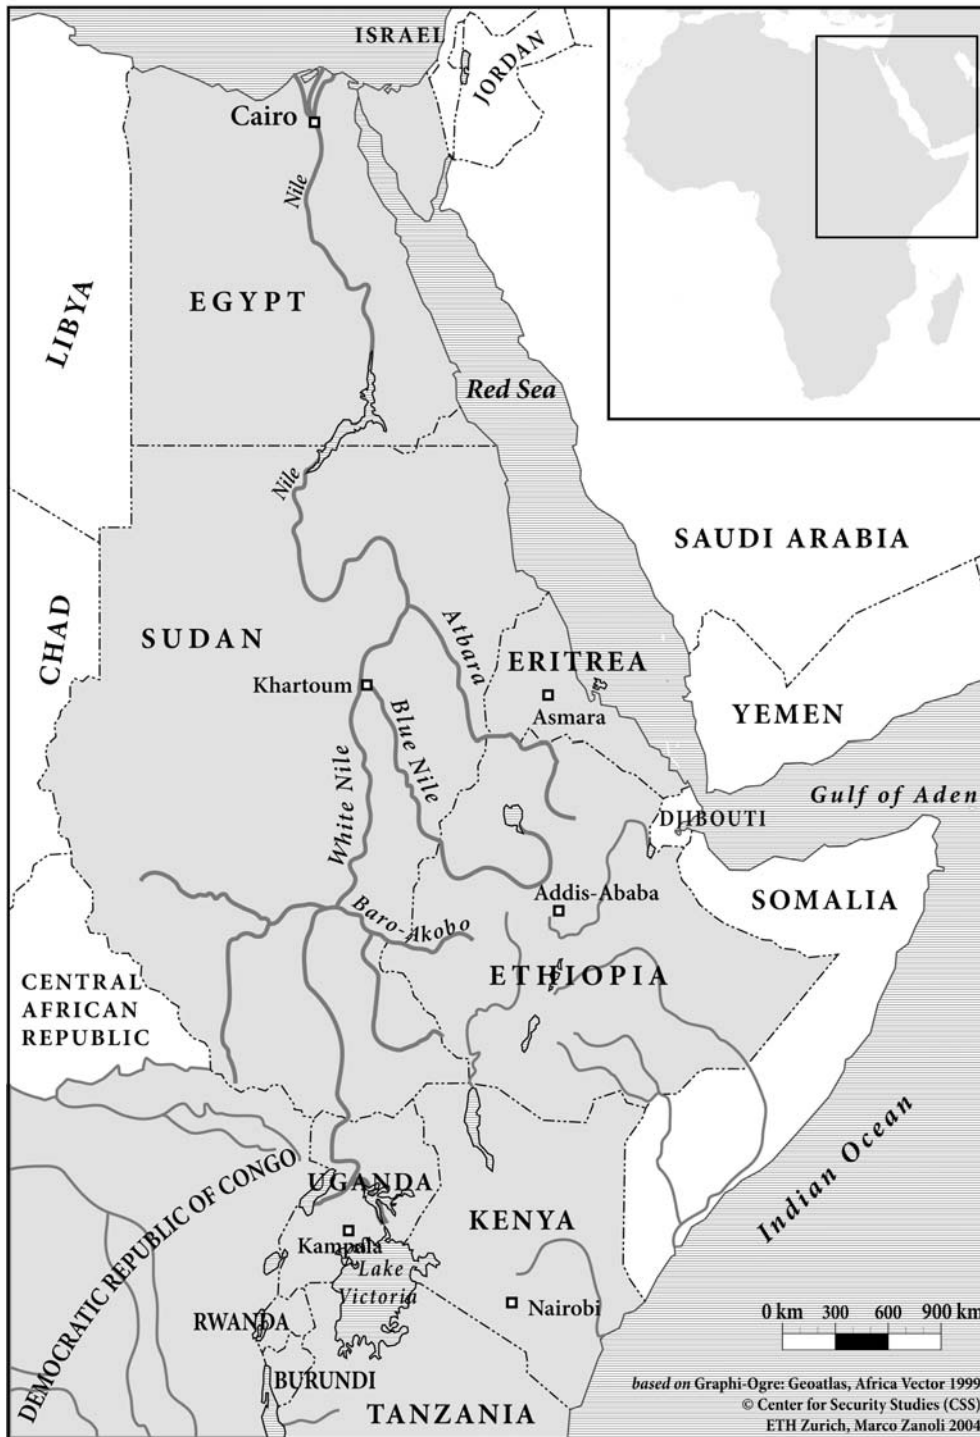 ISRAEL
JORDAN
Cairo
Nile
EGYPT
LIBYA
Red Sea
Nile
SAUDI ARABIA
CHAD
SUDAN
Atbara
ERITREA
Khartoum
Asmara
YEMEN
Blue Nile
White Nile
Gulf of Aden
DJIBOUTI
Addis-Ababa
SOMALIA
Baro-Akobo
ETHIOPIA
CENTRAL
AFRICAN
REPUBLIC
Indian Ocean
DEMOCRATIC REPUBLIC OF CONGO
UGANDA
KENYA
Kampala
Lake
Victoria
Nairobi
RWANDA
BURUNDI
TANZANIA
0 km 300 600 900 km
based on Graphi-Ogre: Geoatlas, Africa Vector 1999
© Center for Security Studies (CSS)
ETH Zurich, Marco Zanoli 2004